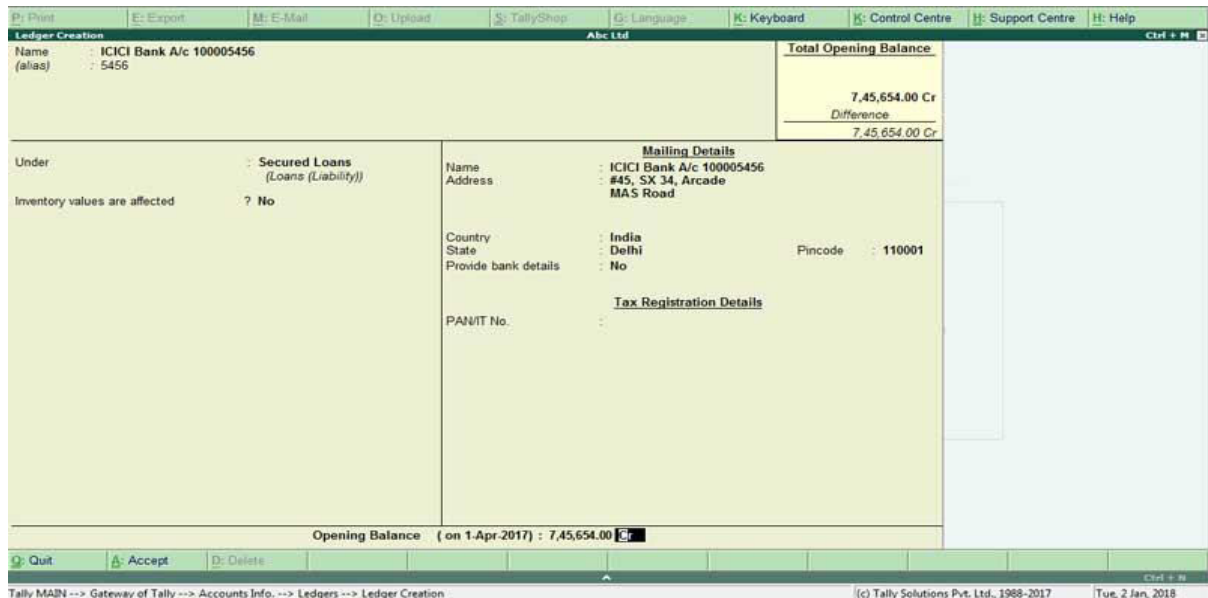 P: Print E: Export M: E-Mail O: Upload S: TallyShop G: Language K: Keyboard K: Control Centre H: Support Centre H: Help
Ledger Creation Abc Ltd Ctrl + M
Name : ICICI Bank A/c 100005456
(alias) : 5456
Total Opening Balance
7,45,654.00 Cr
Difference
7,45,654.00 Cr
Under : Secured Loans
(Loans (Liability))
Inventory values are affected ? No
Mailing Details
Name : ICICI Bank A/c 100005456
Address : #45, SX 34, Arcade
MAS Road
Country : India
State : Delhi Pincode : 110001
Provide bank details : No
Tax Registration Details
PAN/IT No. :
Opening Balance ( on 1-Apr-2017) : 7,45,654.00 Cr
Q: Quit A: Accept D: Delete
Ctrl + N
Tally MAIN --> Gateway of Tally --> Accounts Info. --> Ledgers --> Ledger Creation (c) Tally Solutions Pvt. Ltd., 1988-2017 Tue, 2 Jan, 2018